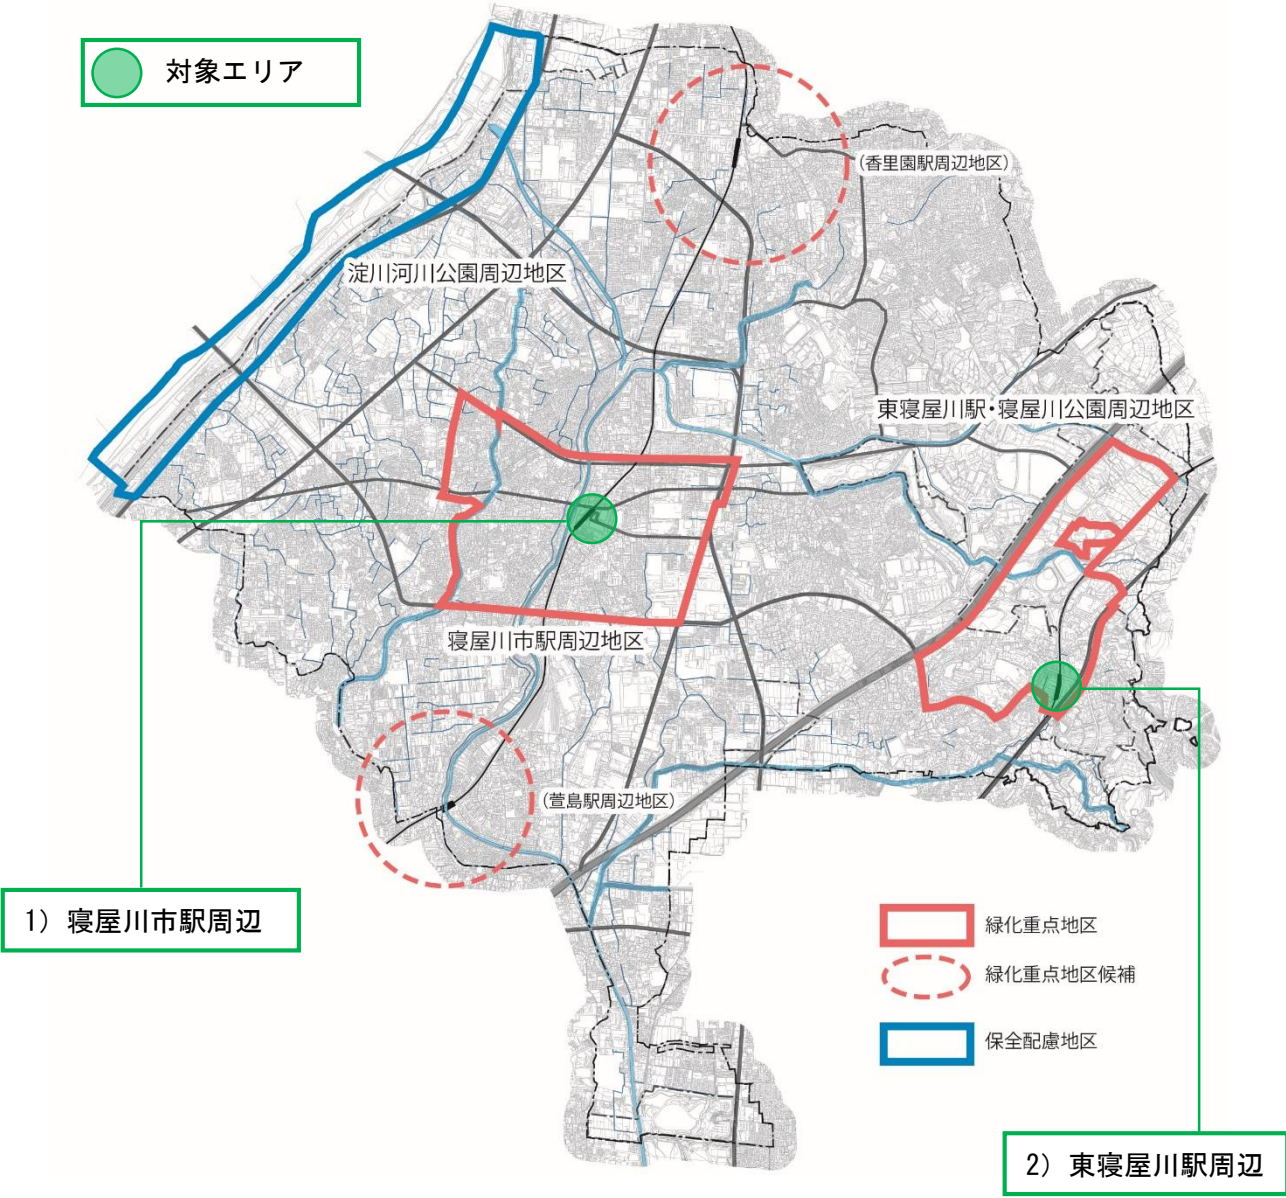 対象エリア
(香里園駅周辺地区)
淀川河川公園周辺地区
東寝屋川駅・寝屋川公園周辺地区
寝屋川市駅周辺地区
(萱島駅周辺地区)
1) 寝屋川市駅周辺
緑化重点地区
緑化重点地区候補
保全配慮地区
2) 東寝屋川駅周辺